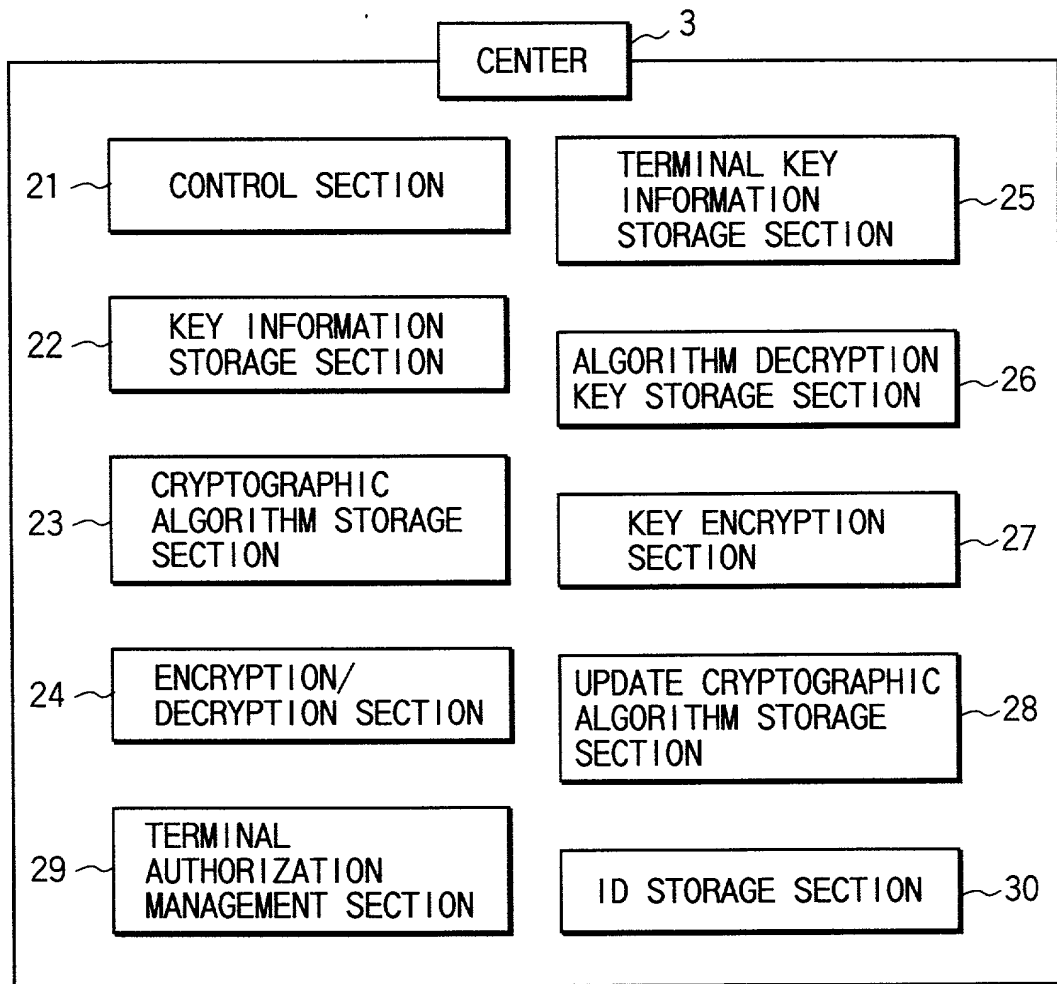 3
CENTER
21
CONTROL SECTION
22
KEY INFORMATION
STORAGE SECTION
23
CRYPTOGRAPHIC
ALGORITHM STORAGE
SECTION
24
ENCRYPTION/
DECRYPTION SECTION
29
TERMINAL
AUTHORIZATION
MANAGEMENT SECTION
TERMINAL KEY
INFORMATION
STORAGE SECTION
25
ALGORITHM DECRYPTION
KEY STORAGE SECTION
26
KEY ENCRYPTION
SECTION
27
UPDATE CRYPTOGRAPHIC
ALGORITHM STORAGE
SECTION
28
ID STORAGE SECTION
30